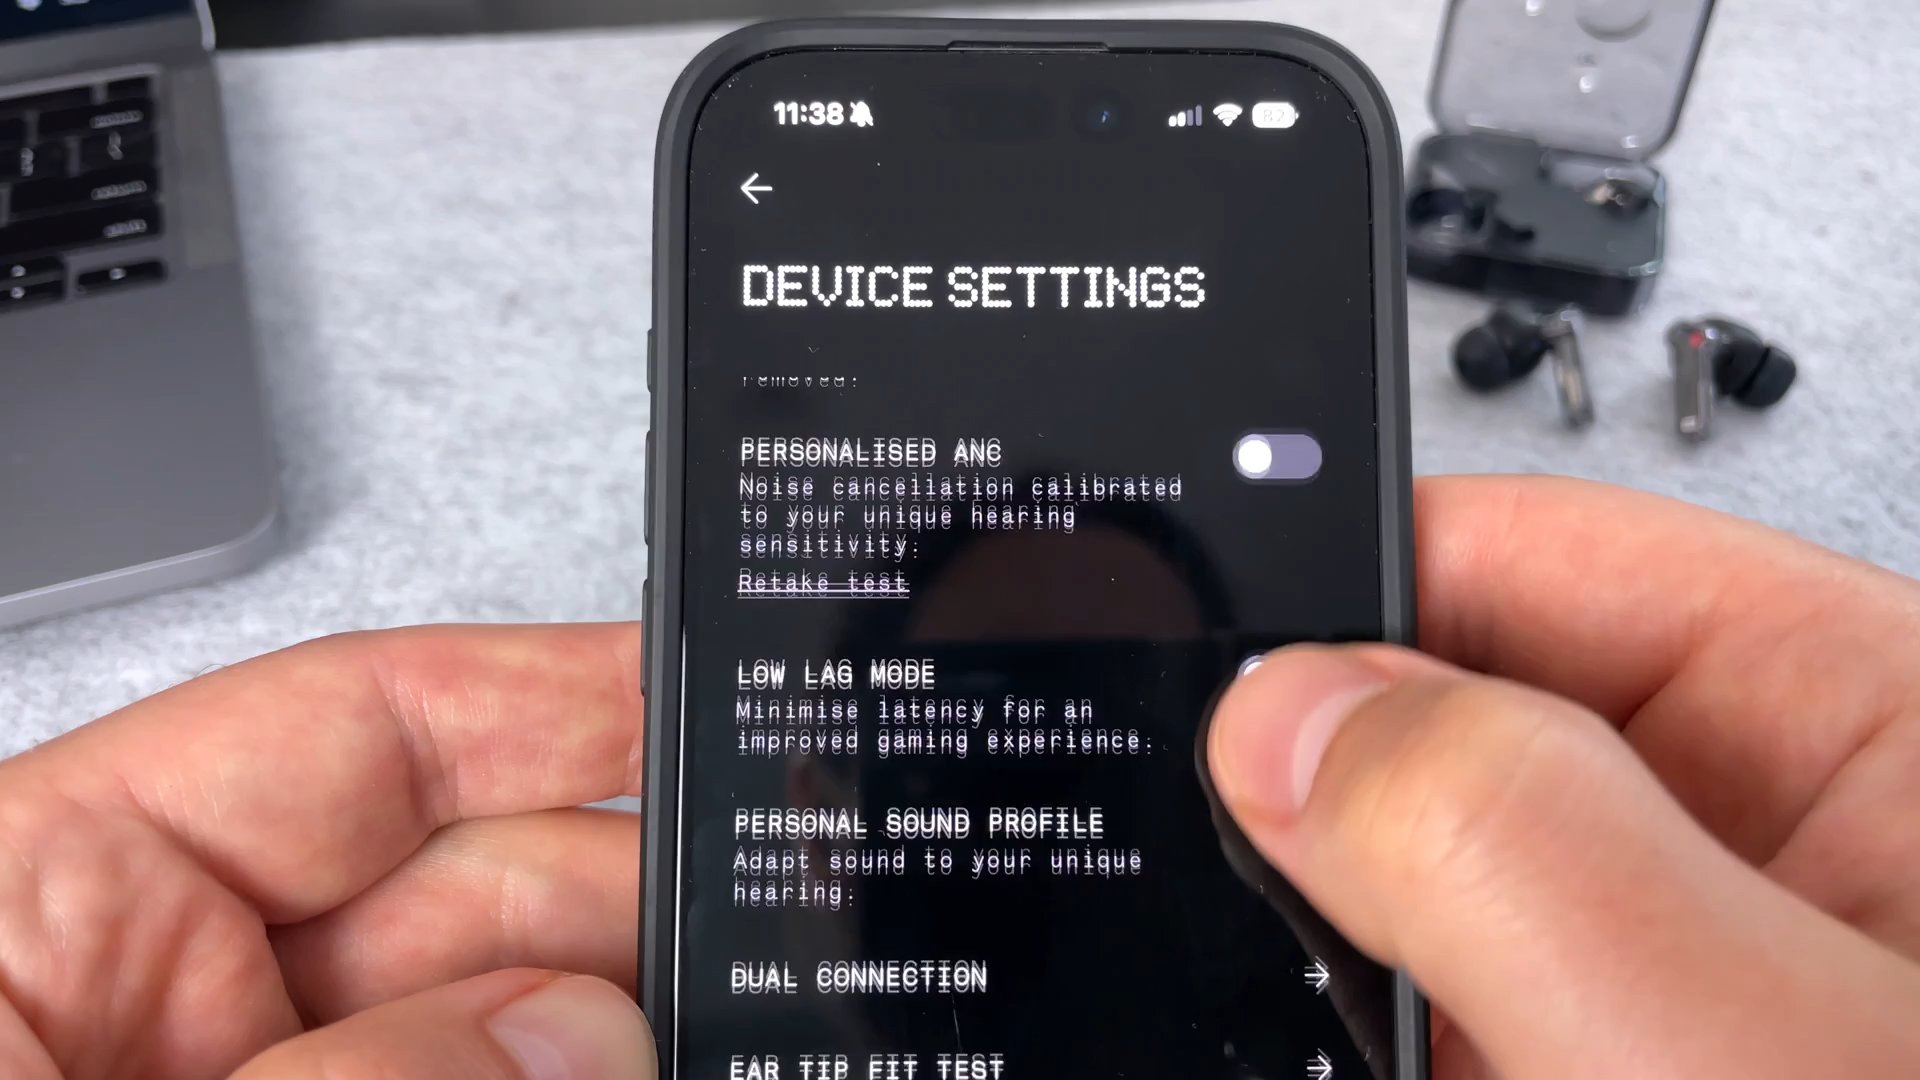 11:38
82
DEVICE SETTINGS
removed.
PERSONALISED ANC
Noise cancellation calibrated
to your unique hearing
sensitivity.
Retake test
LOW LAG MODE
Minimise latency for an
improved gaming experience.
PERSONAL SOUND PROFILE
Adapt sound to your unique
hearing.
DUAL CONNECTION
EAR TIP FIT TEST